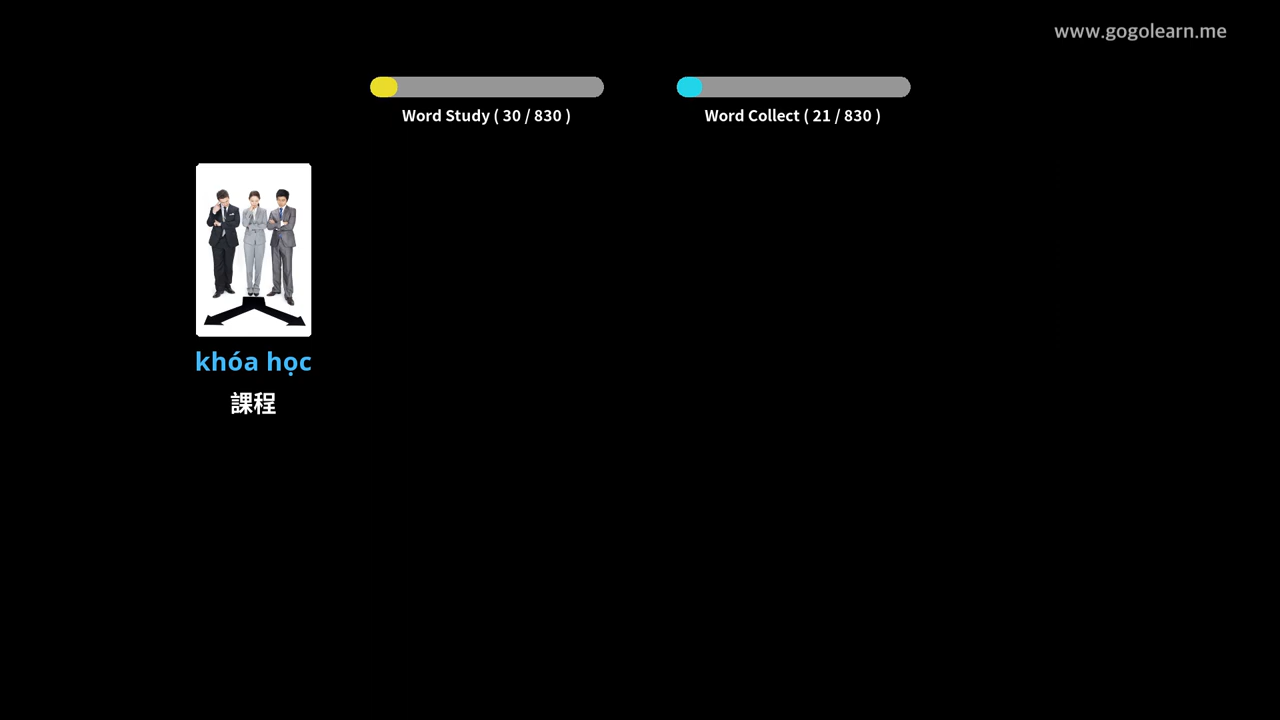 www.gogolearn.me
Word Study ( 30 / 830 )
Word Collect ( 21 / 830 )
khóa học
課程